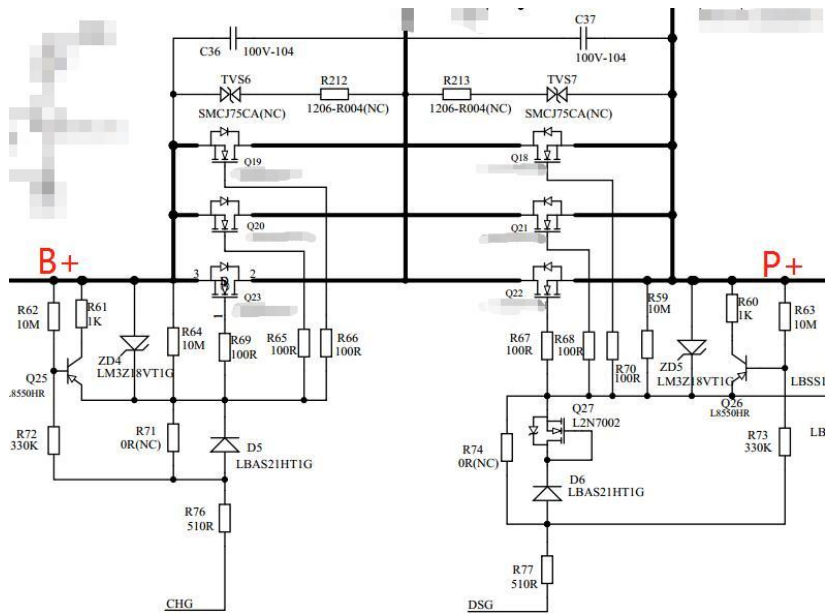 C36
100V-104
C37
100V-104
TVS6
R212
R213
TVS7
SMCJ75CA(NC)
1206-R004(NC)
1206-R004(NC)
SMCJ75CA(NC)
Q19
Q18
Q20
Q21
B+
3
2
P+
Q23
Q22
1
R62
10M
R61
1K
R64
10M
R69
100R
R65
100R
R66
100R
R67
100R
R68
100R
R70
100R
R59
10M
R60
1K
R63
10M
ZD4
LM3Z18VT1G
ZD5
LM3Z18VT1G
Q25
L8550HR
Q26
L8550HR
LBSS1
R72
330K
R71
0R(NC)
D5
LBAS21HT1G
Q27
L2N7002
R74
0R(NC)
R73
330K
LB
D6
LBAS21HT1G
R76
510R
R77
510R
CHG
DSG